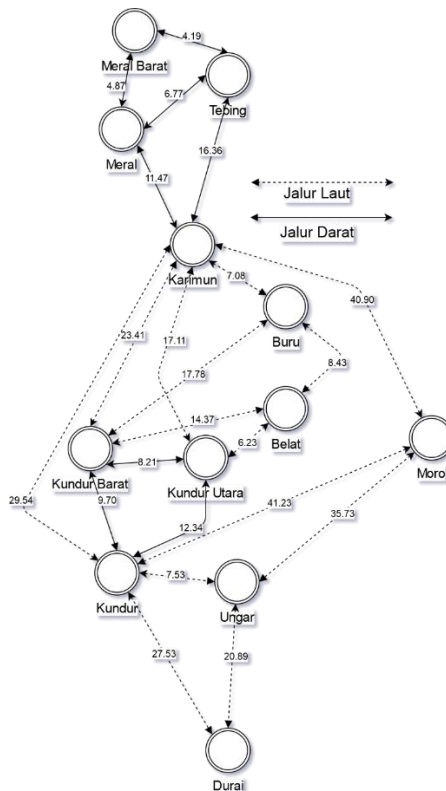 4.19
Meral Barat
Tebing
4.87
6.77
Meral
16.36
11.47
Jalur Laut
Jalur Darat
Karimun
7.08
40.90
Buru
23.41
17.11
17.78
8.43
14.37
Belat
6.23
Moro
Kundur Barat
8.21
Kundur Utara
9.70
29.54
41.23
35.73
12.34
Kundur
7.53
Ungar
27.53
20.89
Durai